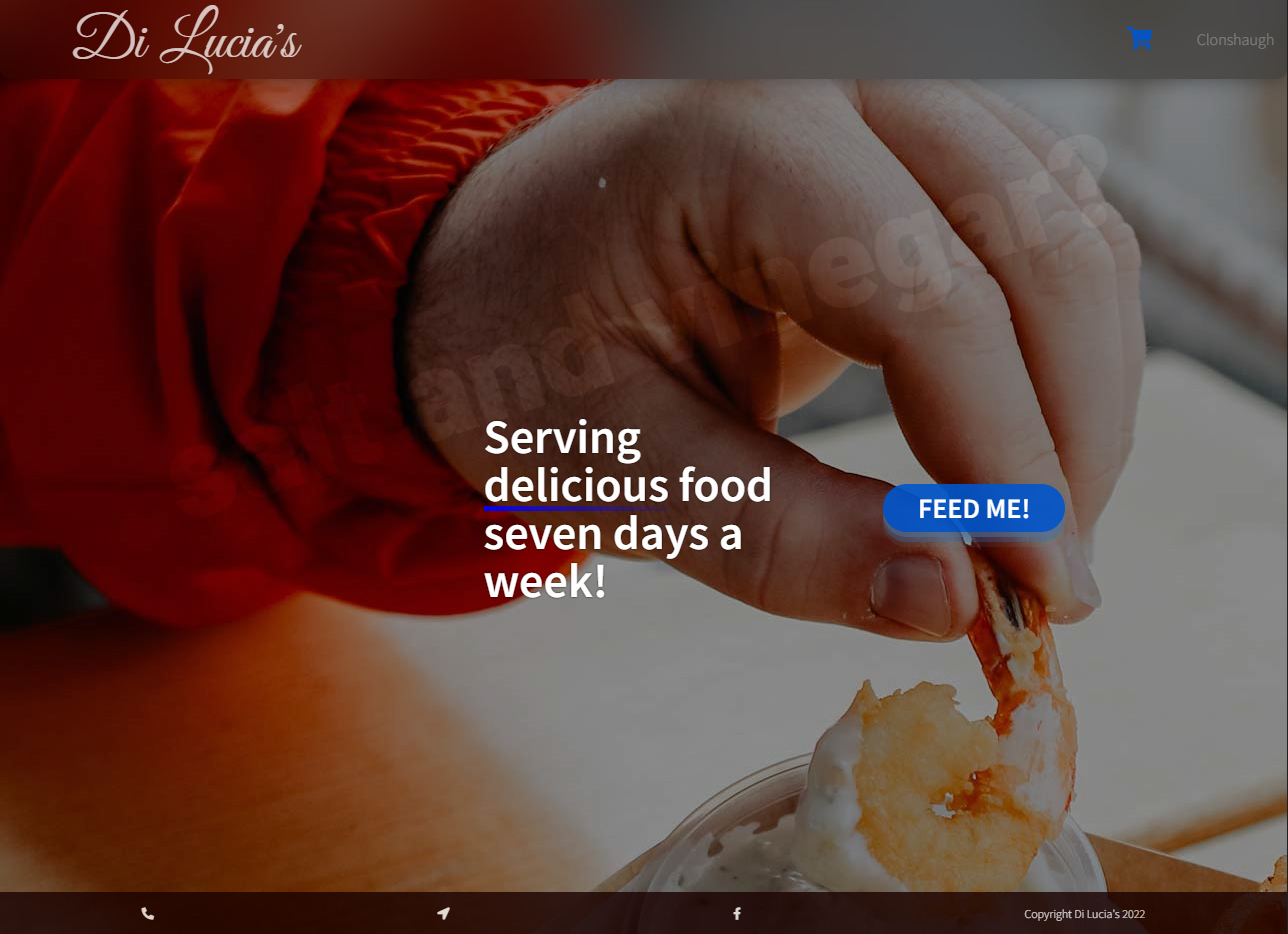 Di Lucia's
Clonshaugh
salt and vinegar?
Serving
delicious food
seven days a
week!
FEED ME!
Copyright Di Lucia's 2022